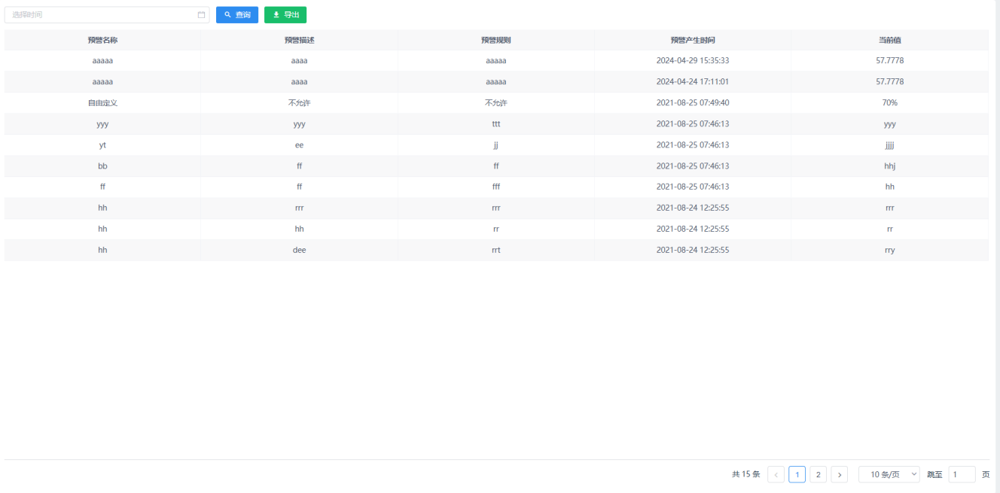 选择时间 查询 导出
预警名称 预警描述 预警规则 预警产生时间 当前值
aaaaa aaaa aaaaa 2024-04-29 15:35:33 57.7778
aaaaa aaaa aaaaa 2024-04-24 17:11:01 57.7778
自由定义 不允许 不允许 2021-08-25 07:49:40 70%
yyy yyy ttt 2021-08-25 07:46:13 yyy
yt ee jj 2021-08-25 07:46:13 jjjj
bb ff ff 2021-08-25 07:46:13 hhj
ff ff fff 2021-08-25 07:46:13 hh
hh rrr rrr 2021-08-24 12:25:55 rrr
hh hh rr 2021-08-24 12:25:55 rr
hh dee rrt 2021-08-24 12:25:55 rry
共 15 条 1 2 10 条/页 跳至 1 页